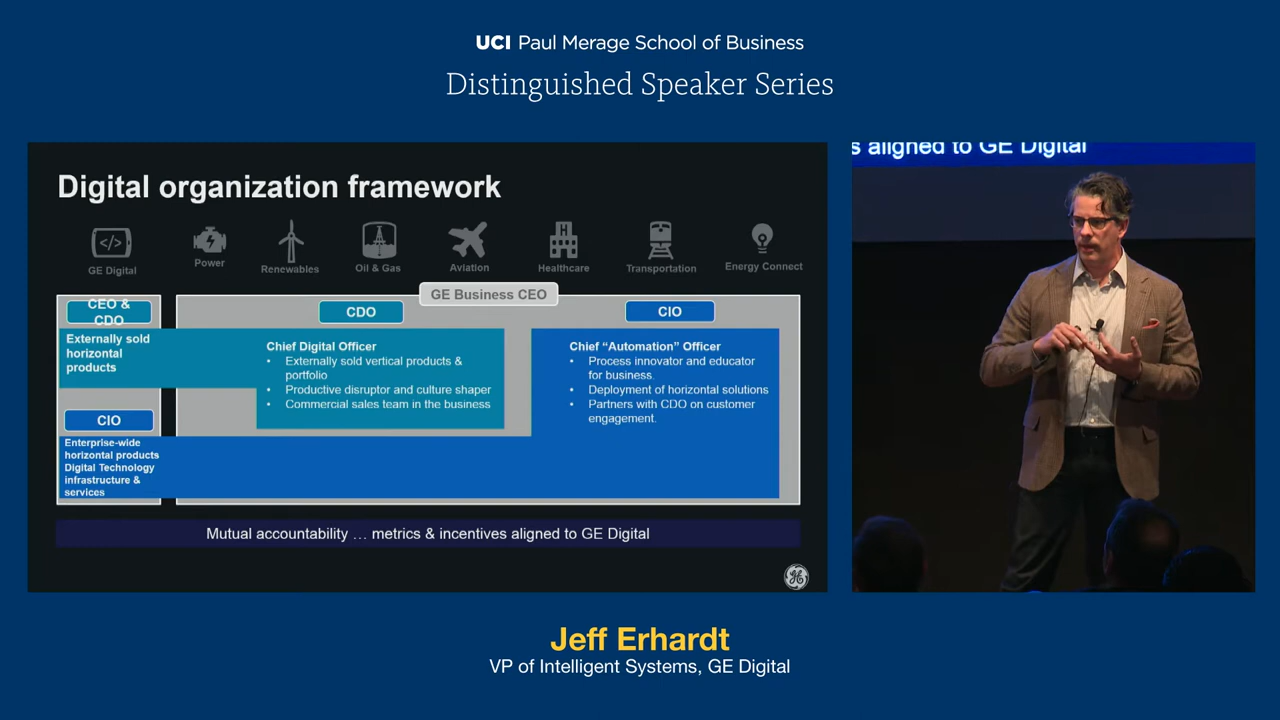 UCI Paul Merage School of Business
Distinguished Speaker Series
s aligned to GE Digital
Digital organization framework
</>
GE Digital
Power
Renewables
Oil & Gas
Aviation
H
Healthcare
Transportation
Energy Connect
GE Business CEO
CEO &
CDO
CDO
CIO
Externally sold
horizontal
products
Chief Digital Officer
• Externally sold vertical products &
portfolio
• Productive disruptor and culture shaper
• Commercial sales team in the business
Chief “Automation” Officer
• Process innovator and educator
for business.
• Deployment of horizontal solutions
• Partners with CDO on customer
engagement.
CIO
Enterprise-wide
horizontal products
Digital Technology
infrastructure &
services
Mutual accountability … metrics & incentives aligned to GE Digital
GE
Jeff Erhardt
VP of Intelligent Systems, GE Digital